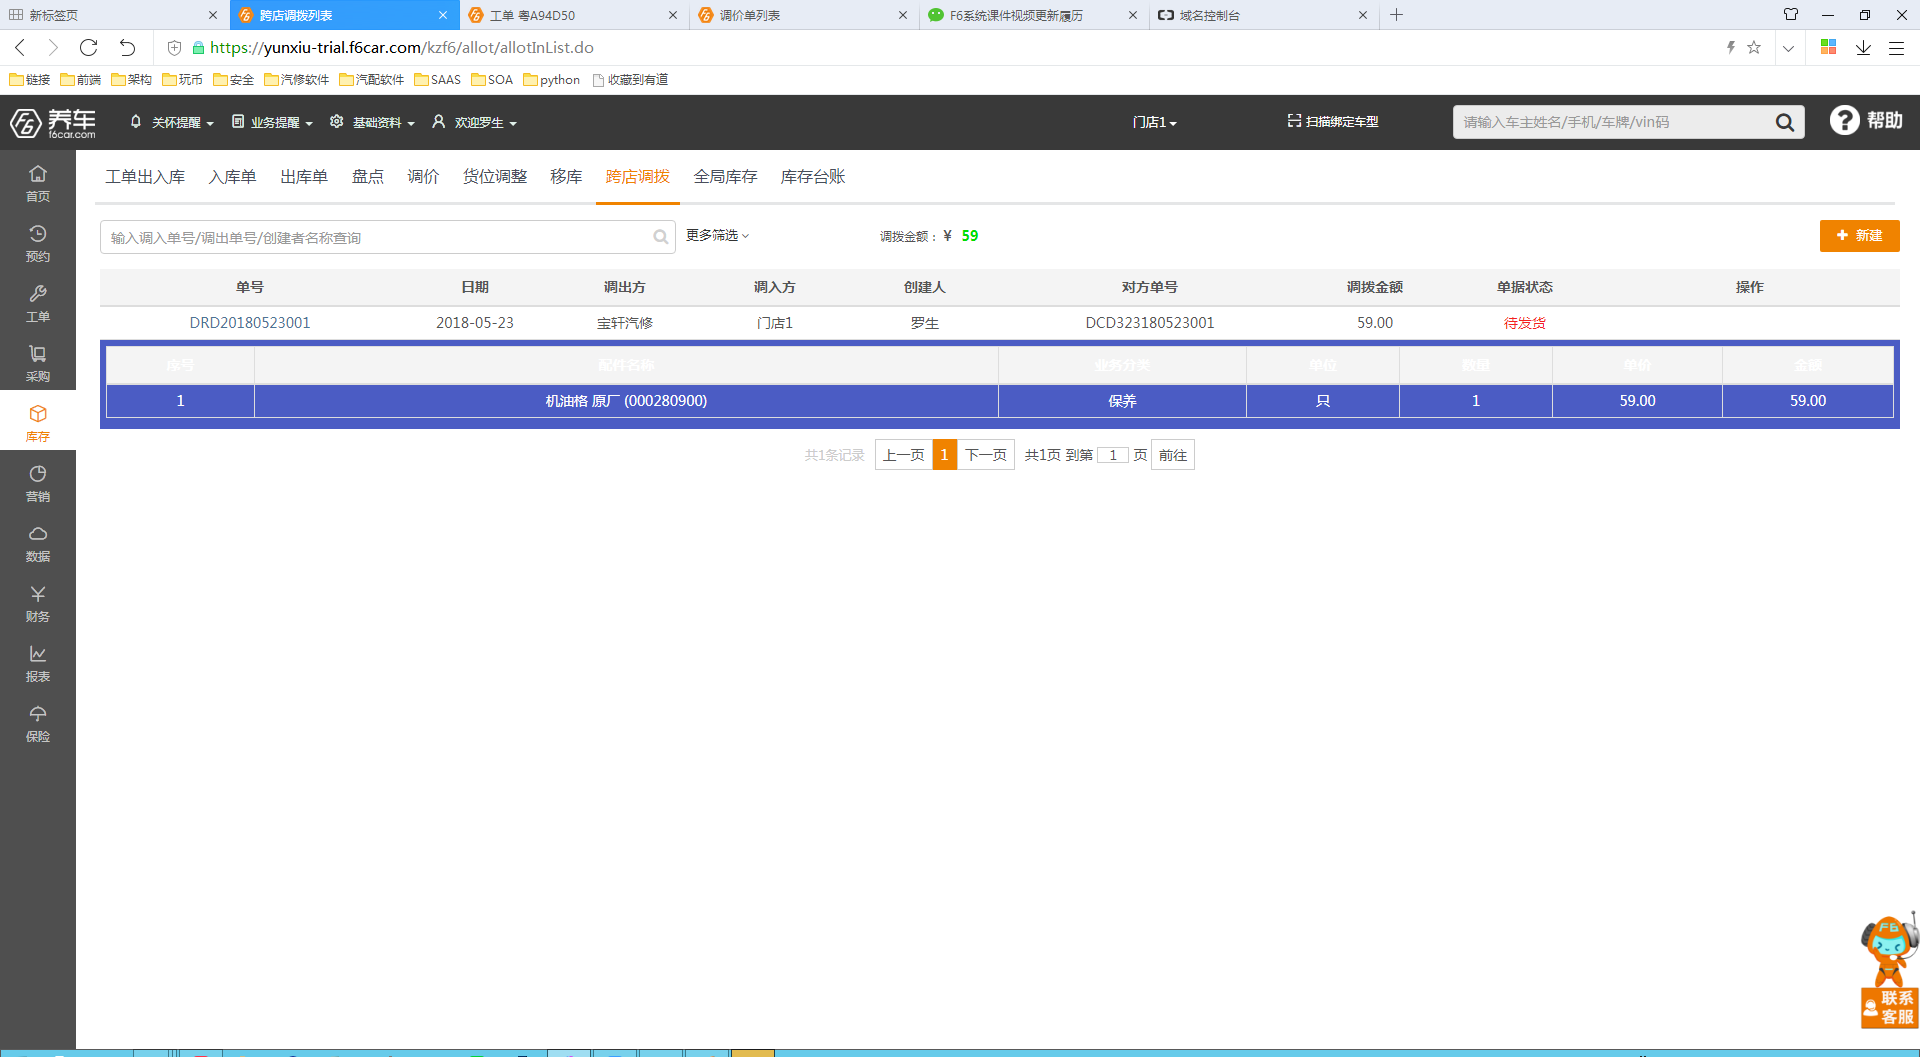 新标签页
跨店调拨列表
工单 粤A94D50
调价单列表
F6系统课件视频更新履历
域名控制台
https://yunxiu-trial.f6car.com/kzf6/allot/allotInList.do
链接 前端 架构 玩币 安全 汽修软件 汽配软件 SAAS SOA python 收藏到有道
养车
f6car.com
关怀提醒 业务提醒 基础资料 欢迎罗生 门店1 扫描绑定车型 请输入车主姓名/手机/车牌/vin码 帮助
首页
预约
工单
采购
库存
营销
数据
财务
报表
保险
工单出入库 入库单 出库单 盘点 调价 货位调整 移库 跨店调拨 全局库存 库存台账
输入调入单号/调出单号/创建者名称查询 更多筛选 调拨金额：¥ 59 新建
单号 日期 调出方 调入方 创建人 对方单号 调拨金额 单据状态 操作
DRD20180523001 2018-05-23 宝轩汽修 门店1 罗生 DCD323180523001 59.00 待发货
序号 配件名称 业务分类 单位 数量 单价 金额
1 机油格 原厂 (000280900) 保养 只 1 59.00 59.00
共1条记录 上一页 1 下一页 共1页 到第 1 页 前往
F6
联系
客服